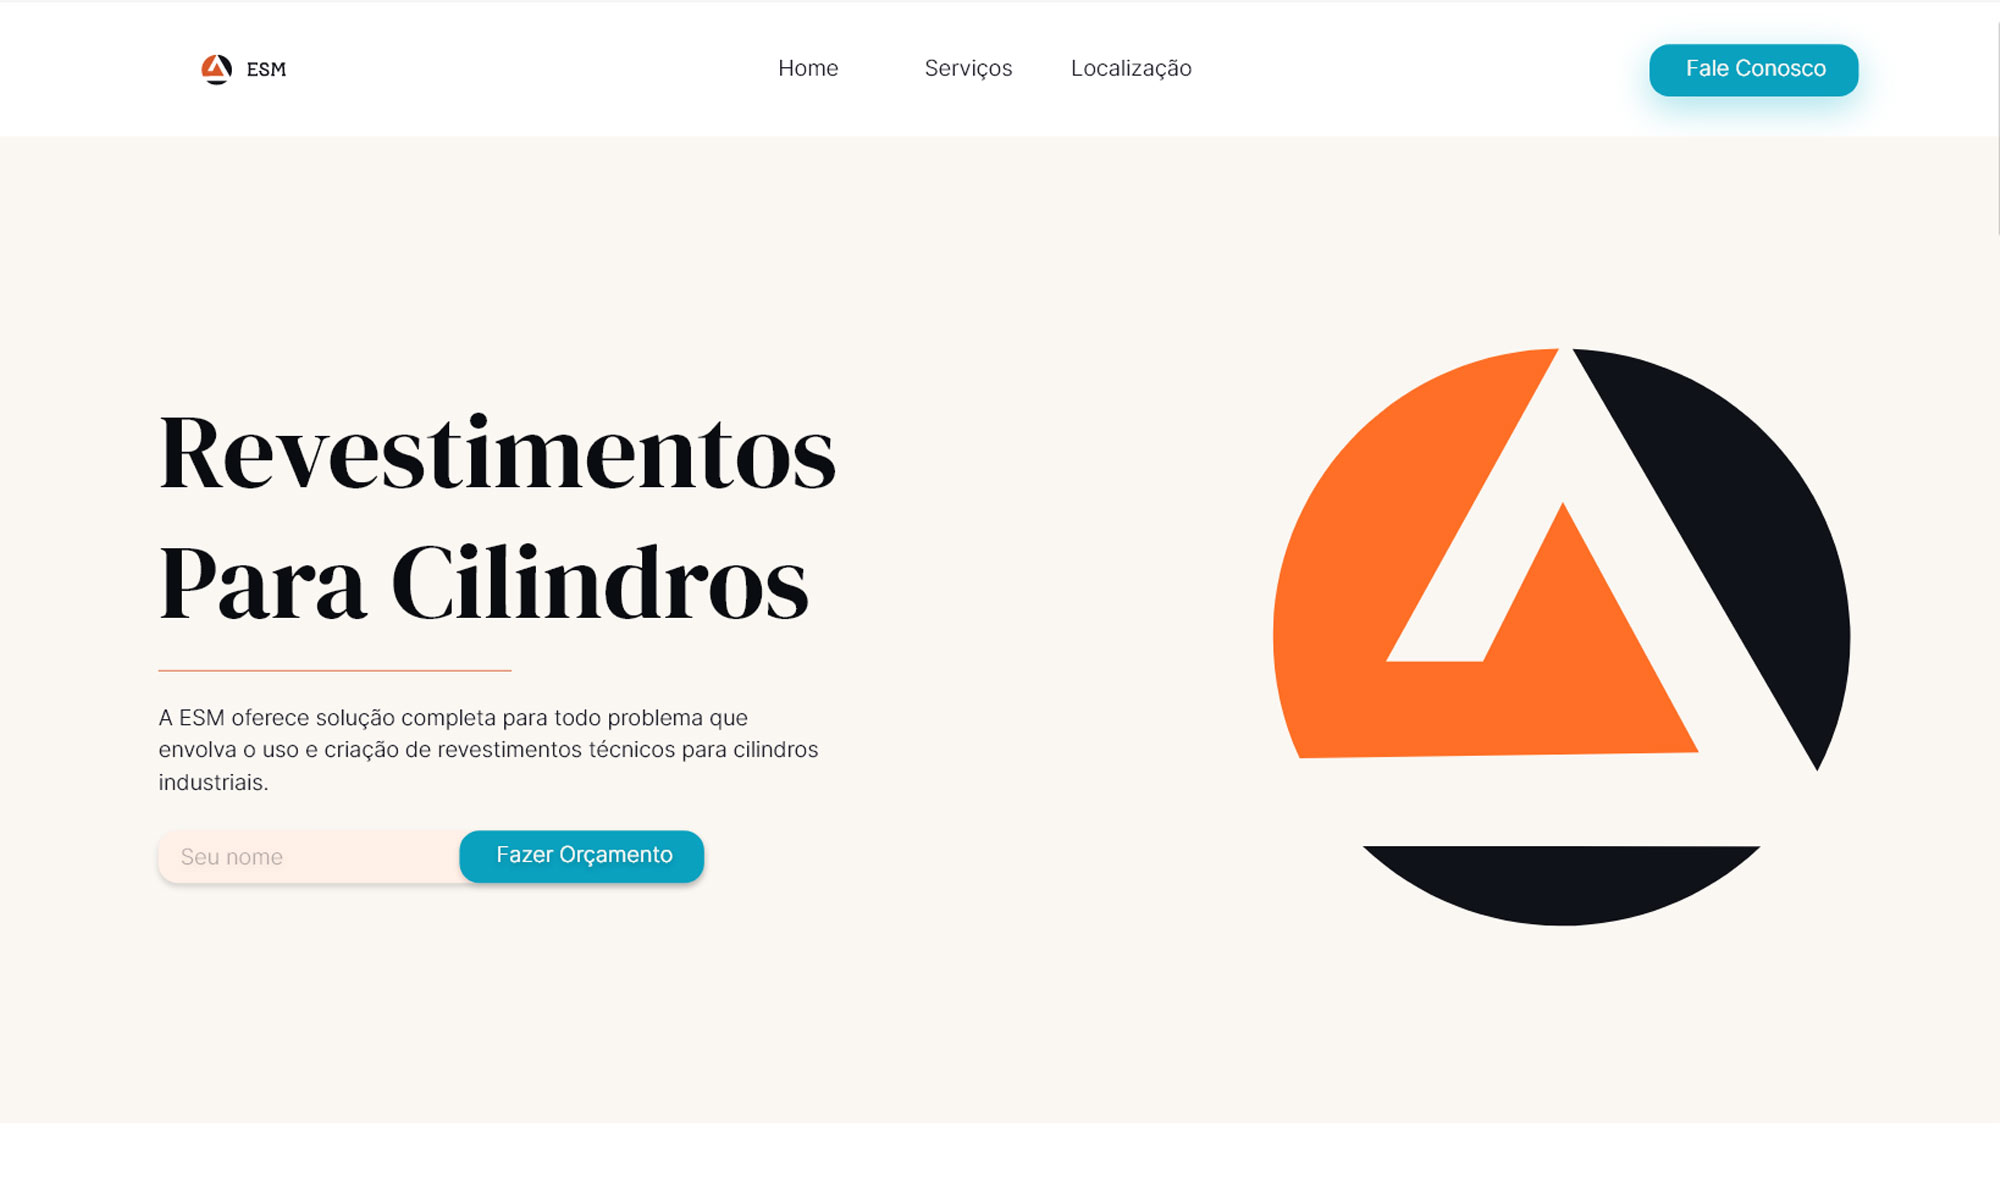 ESM
Home
Serviços
Localização
Fale Conosco
Revestimentos
Para Cilindros
A ESM oferece solução completa para todo problema que
envolva o uso e criação de revestimentos técnicos para cilindros
industriais.
Seu nome
Fazer Orçamento